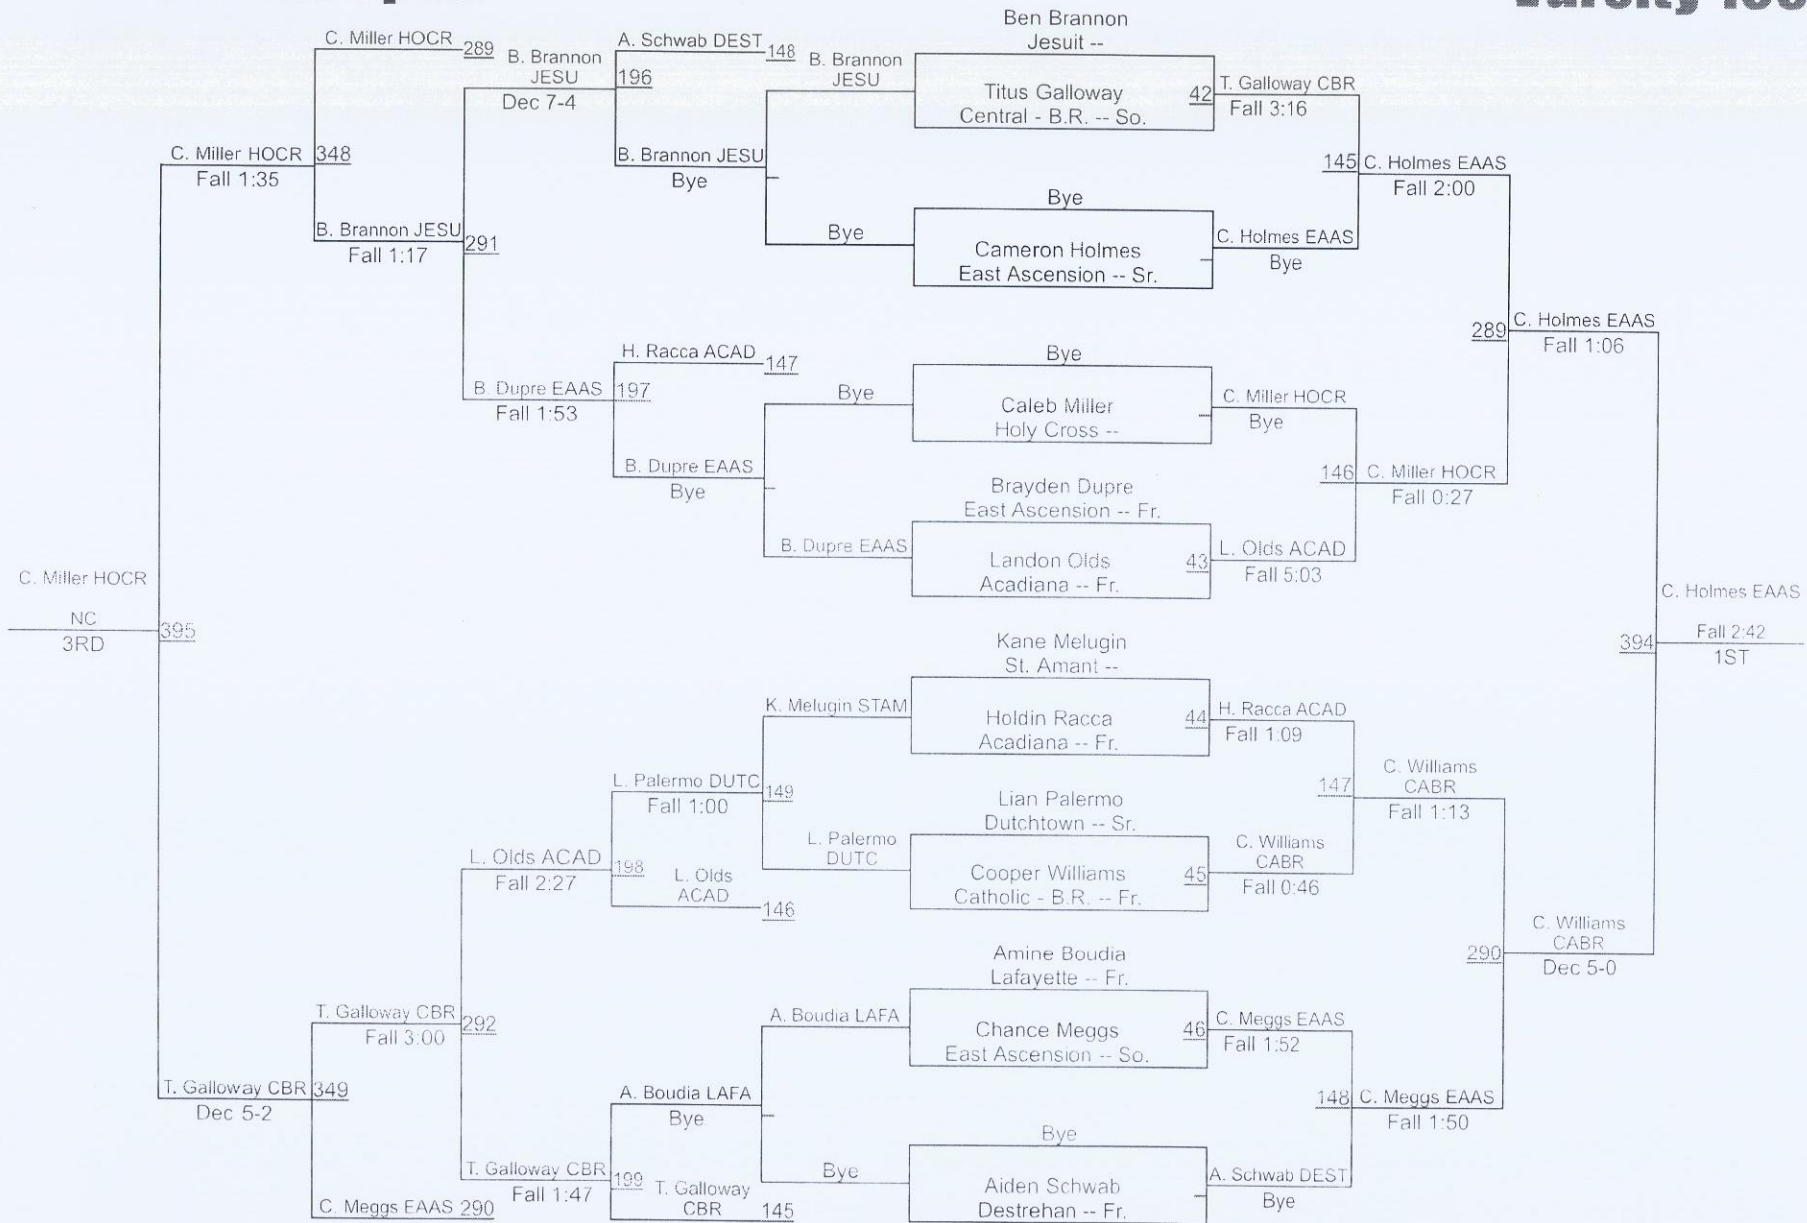 C. Miller HOCR
289
B. Brannon
JESU
Dec 7-4
196
A. Schwab DEST
148
B. Brannon
JESU
Ben Brannon
Jesuit --
Titus Galloway
Central - B.R. -- So.
42
T. Galloway CBR
Fall 3:16
C. Miller HOCR
Fall 1:35
348
B. Brannon JESU
Fall 1:17
291
B. Brannon JESU
Bye
Bye
Bye
Cameron Holmes
East Ascension -- Sr.
C. Holmes EAAS
Bye
145
C. Holmes EAAS
Fall 2:00
H. Racca ACAD
147
B. Dupre EAAS
Fall 1:53
197
B. Dupre EAAS
Bye
Bye
Bye
Caleb Miller
Holy Cross --
C. Miller HOCR
Bye
289
C. Holmes EAAS
Fall 1:06
B. Dupre EAAS
Brayden Dupre
East Ascension -- Fr.
Landon Olds
Acadiana -- Fr.
43
L. Olds ACAD
Fall 5:03
146
C. Miller HOCR
Fall 0:27
C. Miller HOCR
NC
3RD
395
394
C. Holmes EAAS
Fall 2:42
1ST
K. Melugin STAM
Kane Melugin
St. Amant --
Holdin Racca
Acadiana -- Fr.
44
H. Racca ACAD
Fall 1:09
L. Palermo DUTC
Fall 1:00
149
L. Palermo
DUTC
Lian Palermo
Dutchtown -- Sr.
Cooper Williams
Catholic - B.R. -- Fr.
45
C. Williams
CABR
Fall 0:46
147
C. Williams
CABR
Fall 1:13
L. Olds ACAD
Fall 2:27
198
L. Olds
ACAD
146
T. Galloway CBR
Fall 3:00
292
A. Boudia LAFA
Amine Boudia
Lafayette -- Fr.
Chance Meggs
East Ascension -- So.
46
C. Meggs EAAS
Fall 1:52
290
C. Williams
CABR
Dec 5-0
T. Galloway CBR
Dec 5-2
349
A. Boudia LAFA
Bye
Bye
Bye
Aiden Schwab
Destrehan -- Fr.
A. Schwab DEST
Bye
148
C. Meggs EAAS
Fall 1:50
T. Galloway CBR
Fall 1:47
199
T. Galloway
CBR
145
C. Meggs EAAS
290